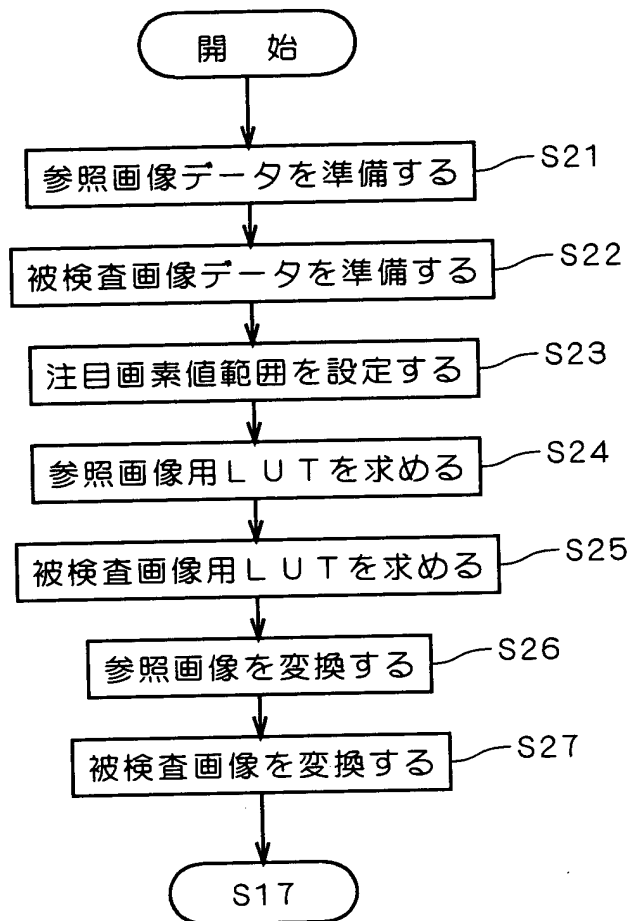 開 始
参照画像データを準備する
S21
被検査画像データを準備する
S22
注目画素値範囲を設定する
S23
参照画像用LUTを求める
S24
被検査画像用LUTを求める
S25
参照画像を変換する
S26
被検査画像を変換する
S27
S17